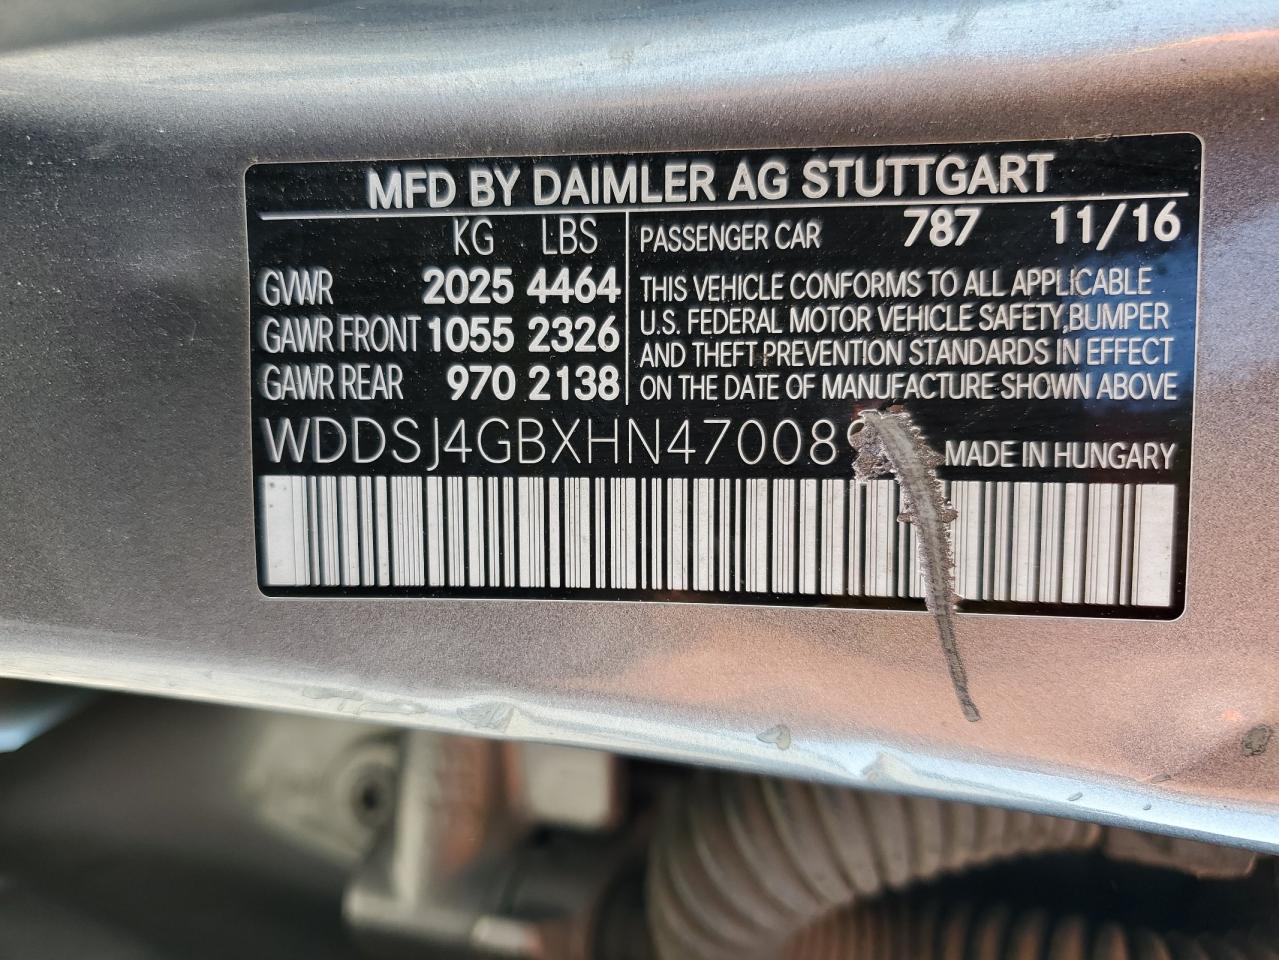 MFD BY DAIMLER AG STUTTGART
KG LBS
GVWR 2025 4464
GAWR FRONT 1055 2326
GAWR REAR 970 2138
PASSENGER CAR 787 11/16
THIS VEHICLE CONFORMS TO ALL APPLICABLE
U.S. FEDERAL MOTOR VEHICLE SAFETY,BUMPER
AND THEFT PREVENTION STANDARDS IN EFFECT
ON THE DATE OF MANUFACTURE SHOWN ABOVE
WDDSJ4GBXHN47008
MADE IN HUNGARY